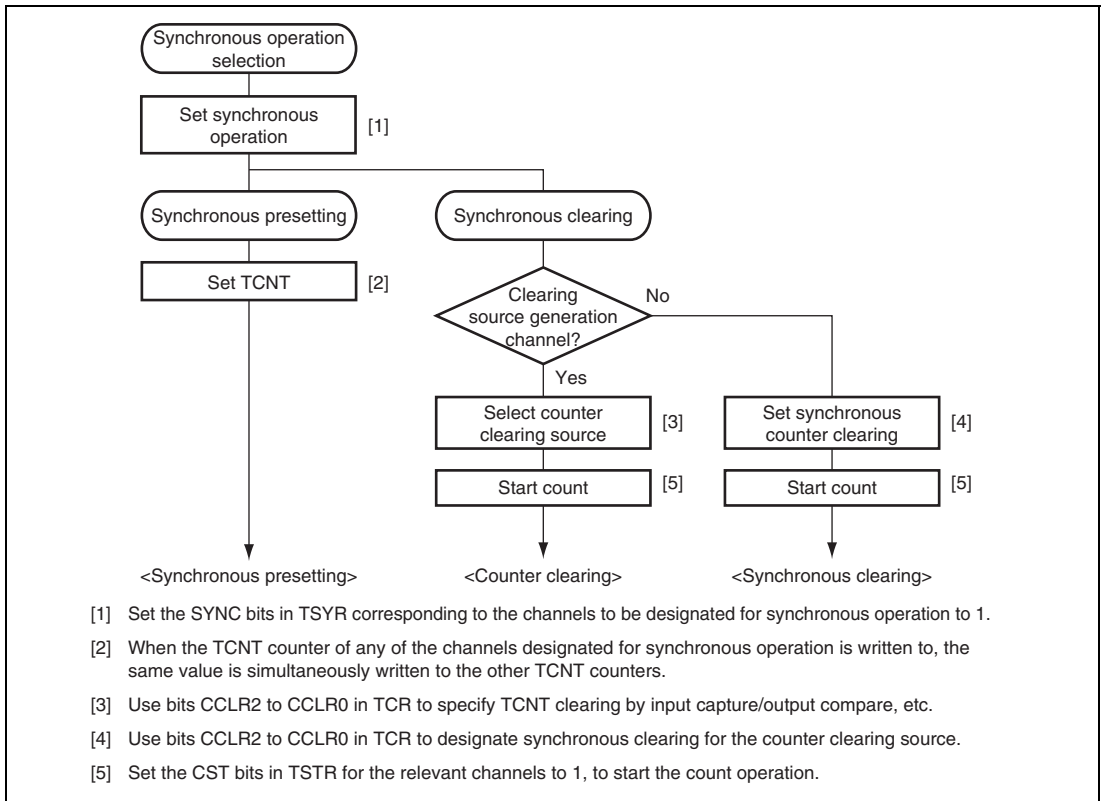 Synchronous operation
selection
Set synchronous
operation
[1]
Synchronous presetting
Synchronous clearing
Set TCNT
[2]
Clearing
source generation
channel?
No
Yes
Select counter
clearing source
[3]
Set synchronous
counter clearing
[4]
Start count
[5]
Start count
[5]
<Synchronous presetting>
<Counter clearing>
<Synchronous clearing>
[1] Set the SYNC bits in TSYR corresponding to the channels to be designated for synchronous operation to 1.
[2] When the TCNT counter of any of the channels designated for synchronous operation is written to, the
same value is simultaneously written to the other TCNT counters.
[3] Use bits CCLR2 to CCLR0 in TCR to specify TCNT clearing by input capture/output compare, etc.
[4] Use bits CCLR2 to CCLR0 in TCR to designate synchronous clearing for the counter clearing source.
[5] Set the CST bits in TSTR for the relevant channels to 1, to start the count operation.